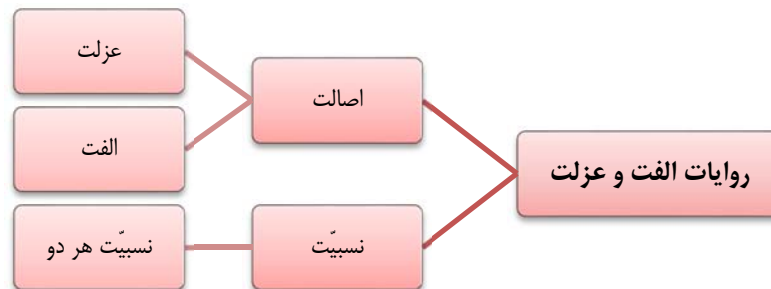 روایات الفت و عزلت
اصالت
عزلت
الفت
نسبیّت
نسبیّت هر دو